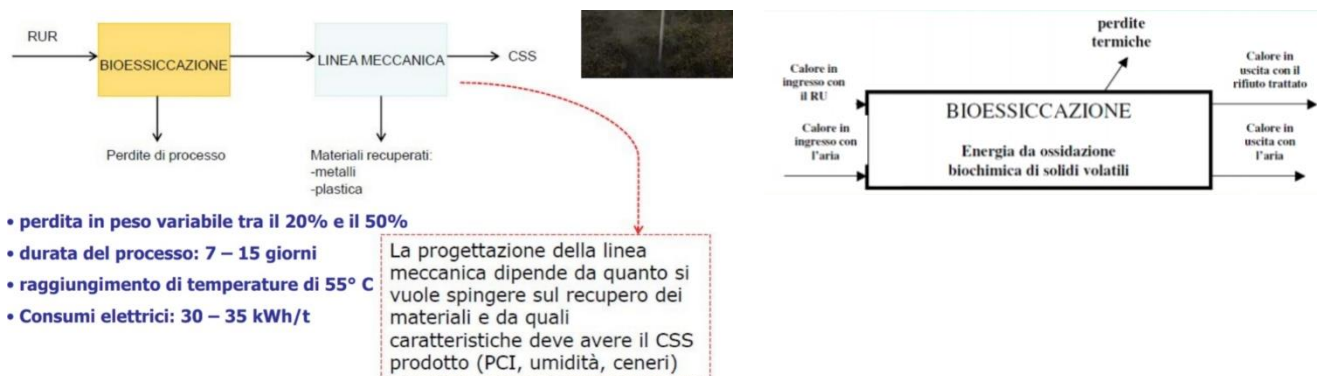 RUR
BIOESSICCAZIONE
LINEA MECCANICA
CSS
Perdite di processo
Materiali recuperati:
-metalli
-plastica
• perdita in peso variabile tra il 20% e il 50%
• durata del processo: 7 – 15 giorni
• raggiungimento di temperature di 55° C
• Consumi elettrici: 30 – 35 kWh/t
La progettazione della linea
meccanica dipende da quanto si
vuole spingere sul recupero dei
materiali e da quali
caratteristiche deve avere il CSS
prodotto (PCI, umidità, ceneri)
perdite
termiche
Calore in
ingresso con
il RU
Calore in
ingresso con
l'aria
BIOESSICCAZIONE
Energia da ossidazione
biochimica di solidi volatili
Calore in
uscita con il
rifiuto trattato
Calore in
uscita con
l'aria